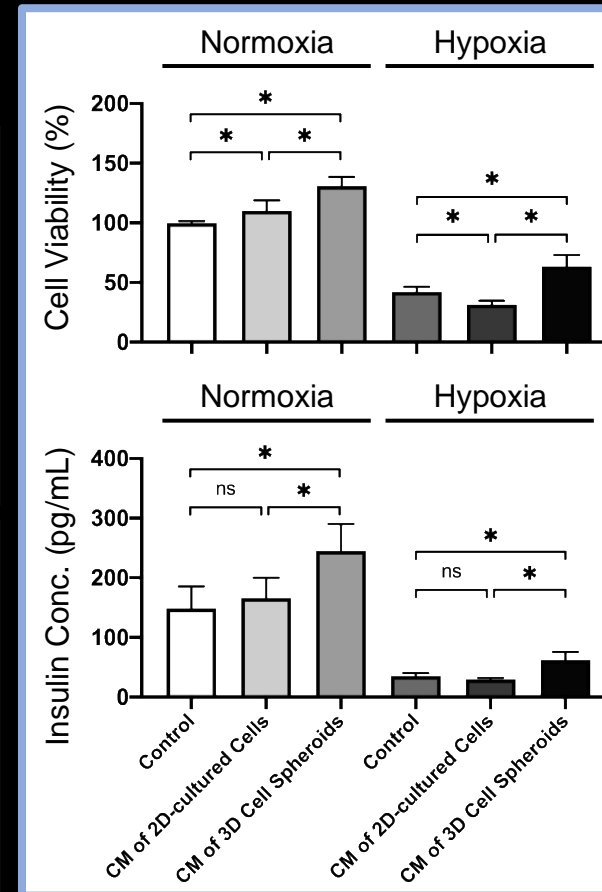 Normoxia Hypoxia
Cell Viability (%)
200
150
100
50
0
* * *
* * *
Normoxia Hypoxia
Insulin Conc. (pg/mL)
400
300
200
100
0
* ns *
* ns *
Control
CM of 2D-cultured Cells
CM of 3D Cell Spheroids
Control
CM of 2D-cultured Cells
CM of 3D Cell Spheroids